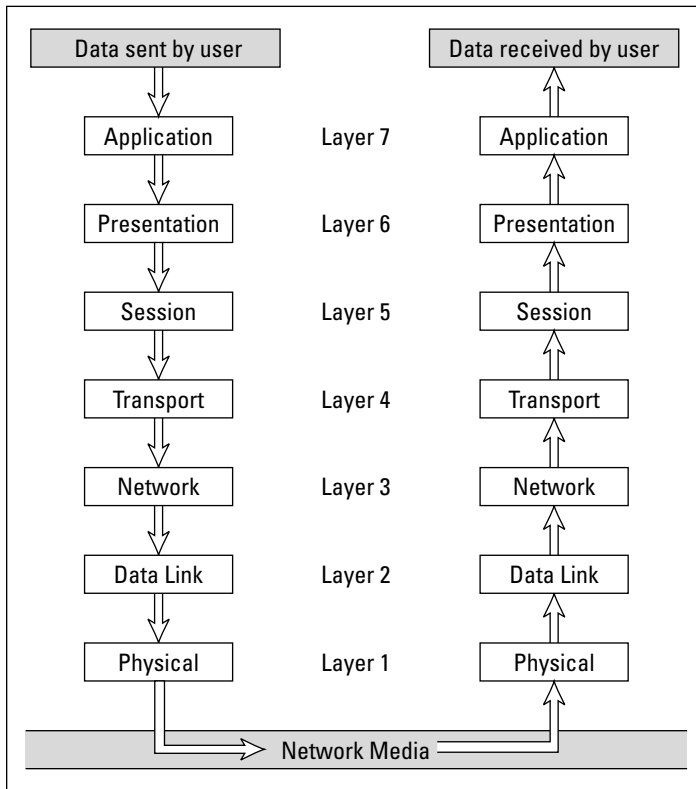 Data sent by user Data received by user
Application Layer 7 Application
Presentation Layer 6 Presentation
Session Layer 5 Session
Transport Layer 4 Transport
Network Layer 3 Network
Data Link Layer 2 Data Link
Physical Layer 1 Physical
Network Media